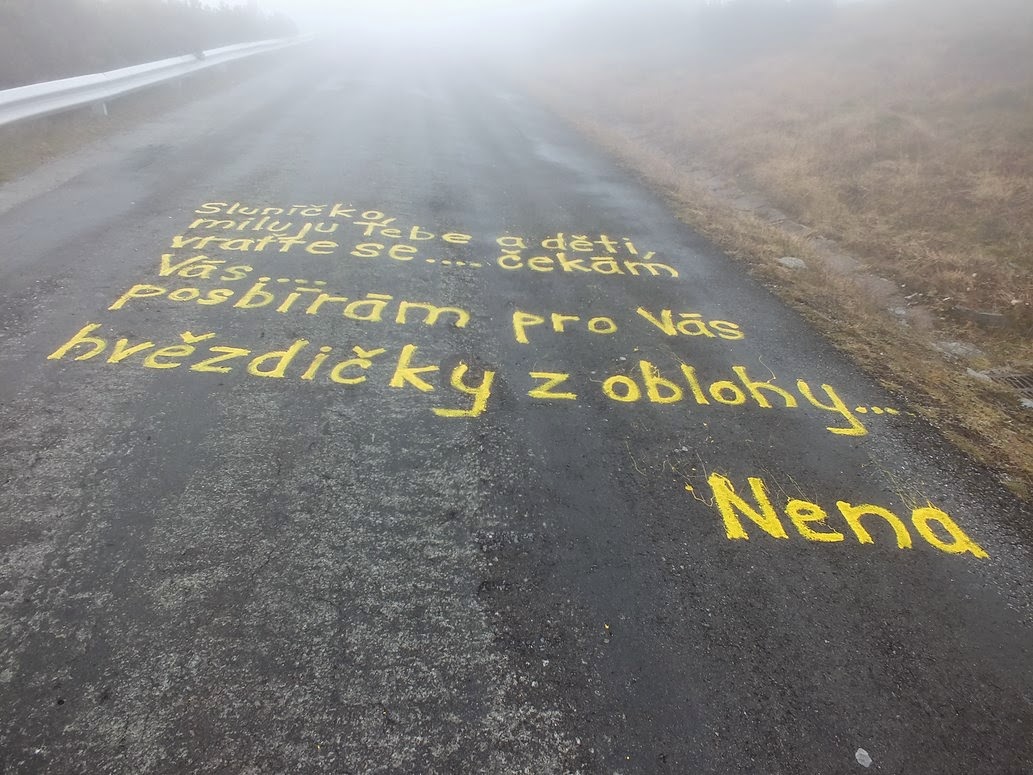 Sluníčko,
miluju Tebe a děti,
vraťte se.... čekám
Vás....
posbírám pro Vás
hvězdičky z oblohy...
Nena